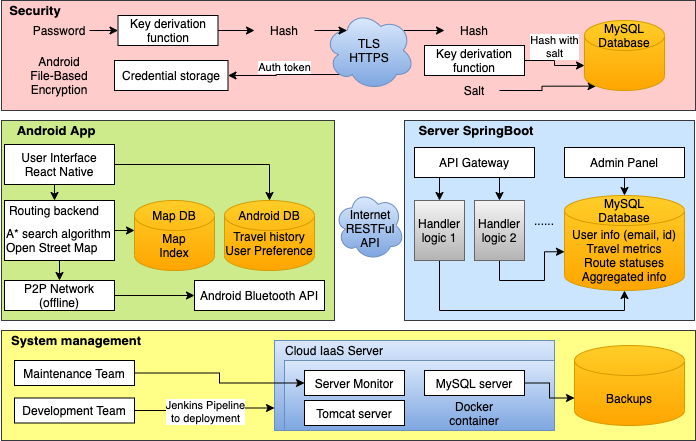 Security
Password
Key derivation
function
Hash
TLS
HTTPS
Hash
Key derivation
function
Hash with
salt
MySQL
Database
Android
File-Based
Encryption
Credential storage
Auth token
Salt
Android App
User Interface
React Native
Routing backend
A* search algorithm
Open Street Map
Map DB
Map
Index
Android DB
Travel history
User Preference
P2P Network
(offline)
Android Bluetooth API
Internet
RESTFul
API
Server SpringBoot
API Gateway
Admin Panel
Handler
logic 1
Handler
logic 2
......
MySQL
Database
User info (email, id)
Travel metrics
Route statuses
Aggregated info
System management
Maintenance Team
Development Team
Jenkins Pipeline
to deployment
Cloud IaaS Server
Server Monitor
MySQL server
Tomcat server
Docker
container
Backups